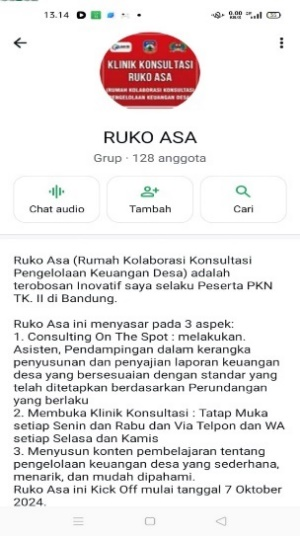 13.14
0,00
KB/S
KLINIK KONSULTASI
RUKO ASA
(RUMAH KOLABORASI KONSULTASI
PENGELOLAAN KEUANGAN DESA)
RUKO ASA
Grup · 128 anggota
Chat audio
Tambah
Cari
Ruko Asa (Rumah Kolaborasi Konsultasi
Pengelolaan Keuangan Desa) adalah
terobosan Inovatif saya selaku Peserta PKN
TK. II di Bandung.
Ruko Asa ini menyasar pada 3 aspek:
1. Consulting On The Spot : melakukan.
Asisten, Pendampingan dalam kerangka
penyusunan dan penyajian laporan keuangan
desa yang bersesuaian dengan standar yang
telah ditetapkan berdasarkan Perundangan
yang berlaku
2. Membuka Klinik Konsultasi : Tatap Muka
setiap Senin dan Rabu dan Via Telpon dan WA
setiap Selasa dan Kamis
3. Menyusun konten pembelajaran tentang
pengelolaan keuangan desa yang sederhana,
menarik, dan mudah dipahami.
Ruko Asa ini Kick Off mulai tanggal 7 Oktober
2024.